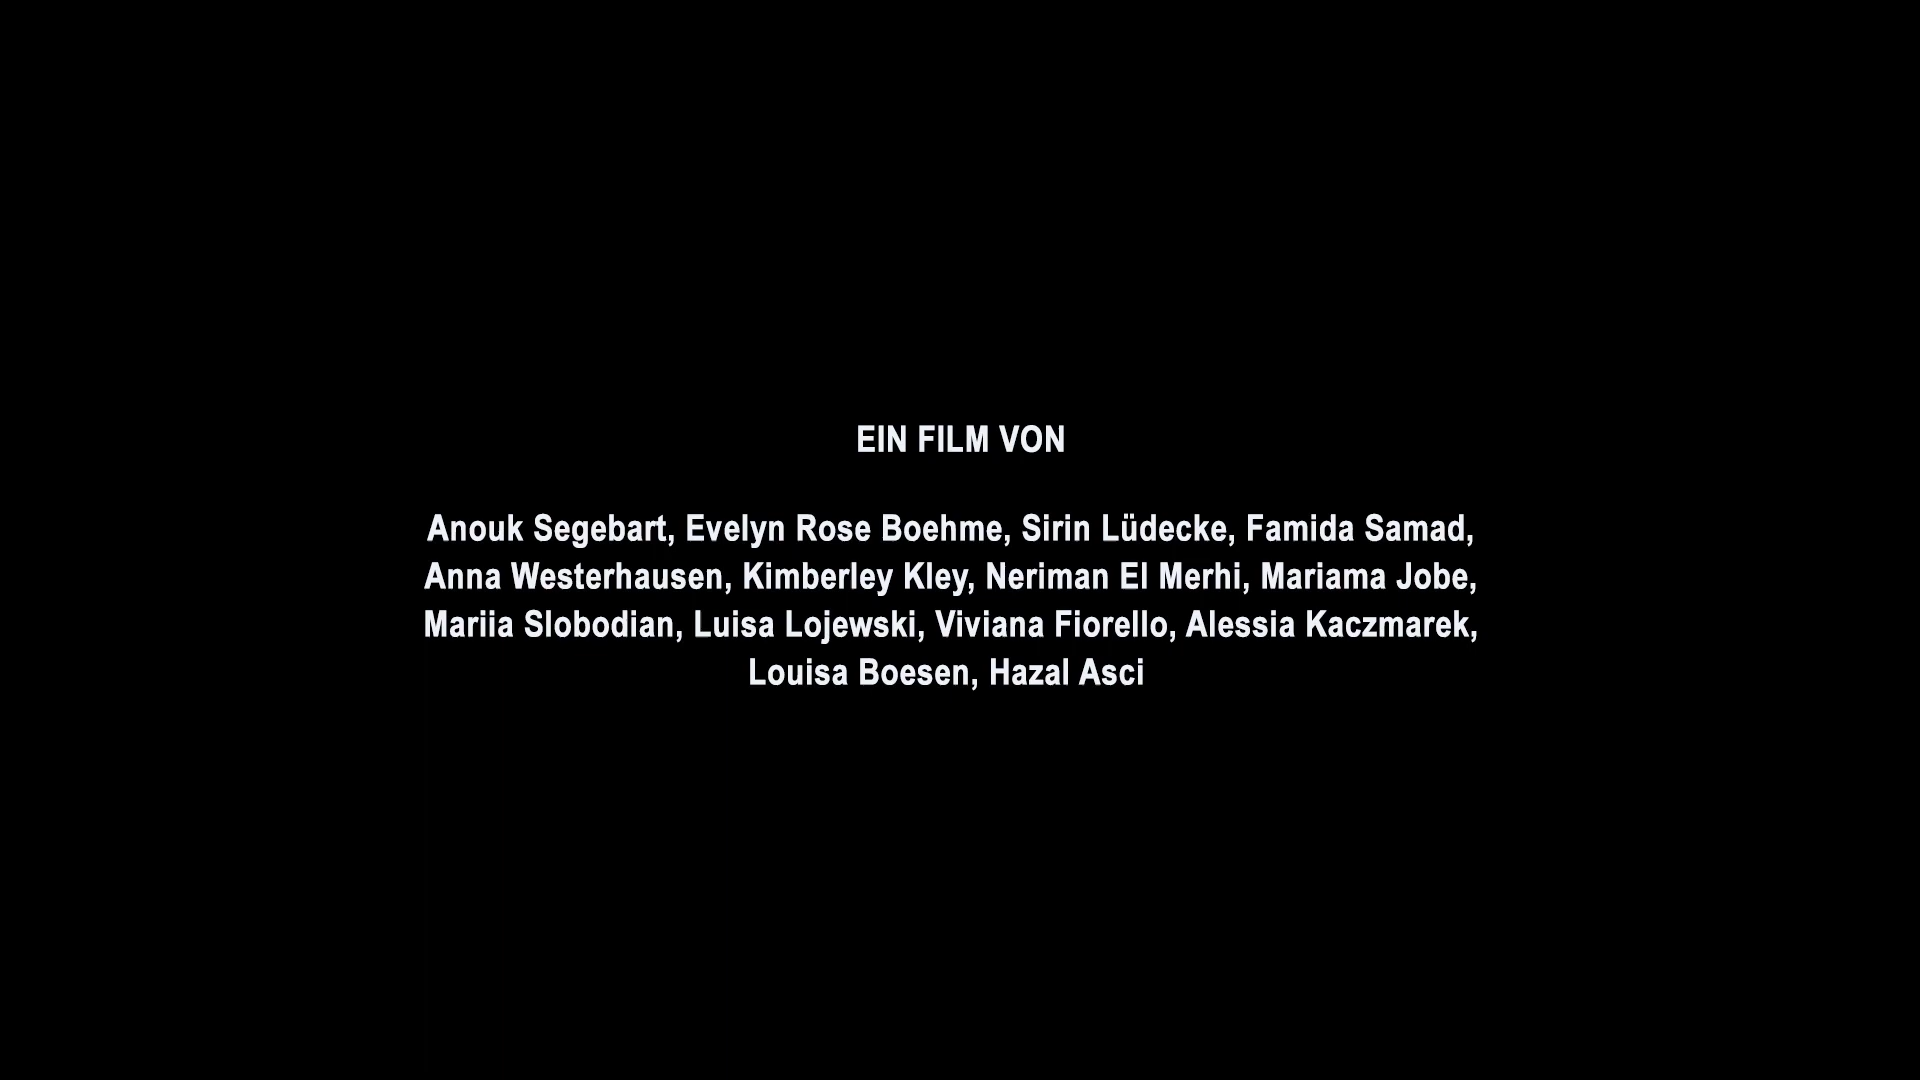 EIN FILM VON
Anouk Segebart, Evelyn Rose Boehme, Sirin Lüdecke, Famida Samad,
Anna Westerhausen, Kimberley Kley, Neriman El Merhi, Mariama Jobe,
Mariia Slobodian, Luisa Lojewski, Viviana Fiorello, Alessia Kaczmarek,
Louisa Boesen, Hazal Asci